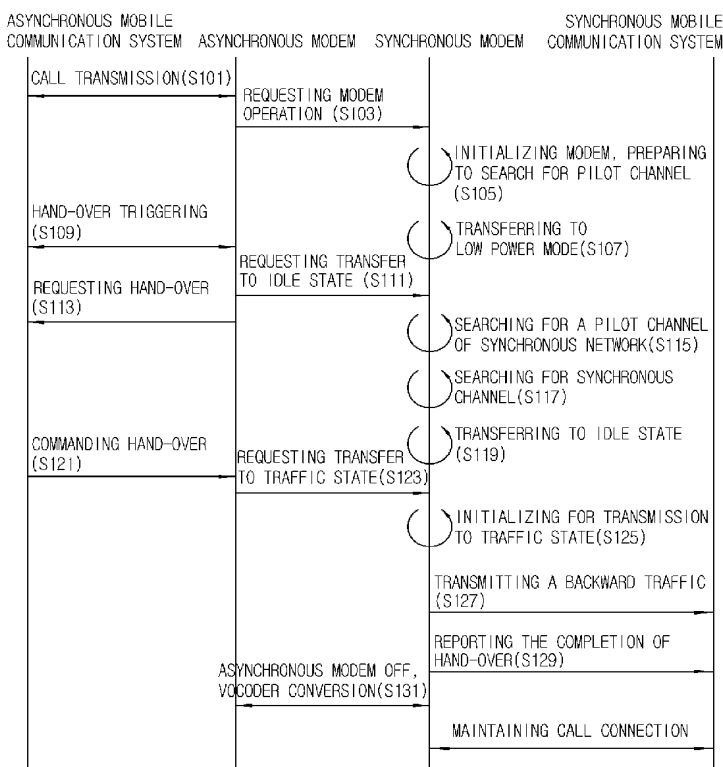 ASYNCHRONOUS MOBILE
COMMUNICATION SYSTEM
ASYNCHRONOUS MODEM
SYNCHRONOUS MODEM
SYNCHRONOUS MOBILE
COMMUNICATION SYSTEM
CALL TRANSMISSION(S101)
REQUESTING MODEM
OPERATION (S103)
INITIALIZING MODEM, PREPARING
TO SEARCH FOR PILOT CHANNEL
(S105)
HAND-OVER TRIGGERING
(S109)
TRANSFERRING TO
LOW POWER MODE(S107)
REQUESTING TRANSFER
TO IDLE STATE (S111)
REQUESTING HAND-OVER
(S113)
SEARCHING FOR A PILOT CHANNEL
OF SYNCHRONOUS NETWORK(S115)
SEARCHING FOR SYNCHRONOUS
CHANNEL(S117)
TRANSFERRING TO IDLE STATE
(S119)
COMMANDING HAND-OVER
(S121)
REQUESTING TRANSFER
TO TRAFFIC STATE(S123)
INITIALIZING FOR TRANSMISSION
TO TRAFFIC STATE(S125)
TRANSMITTING A BACKWARD TRAFFIC
(S127)
REPORTING THE COMPLETION OF
HAND-OVER(S129)
ASYNCHRONOUS MODEM OFF,
VOCODER CONVERSION(S131)
MAINTAINING CALL CONNECTION